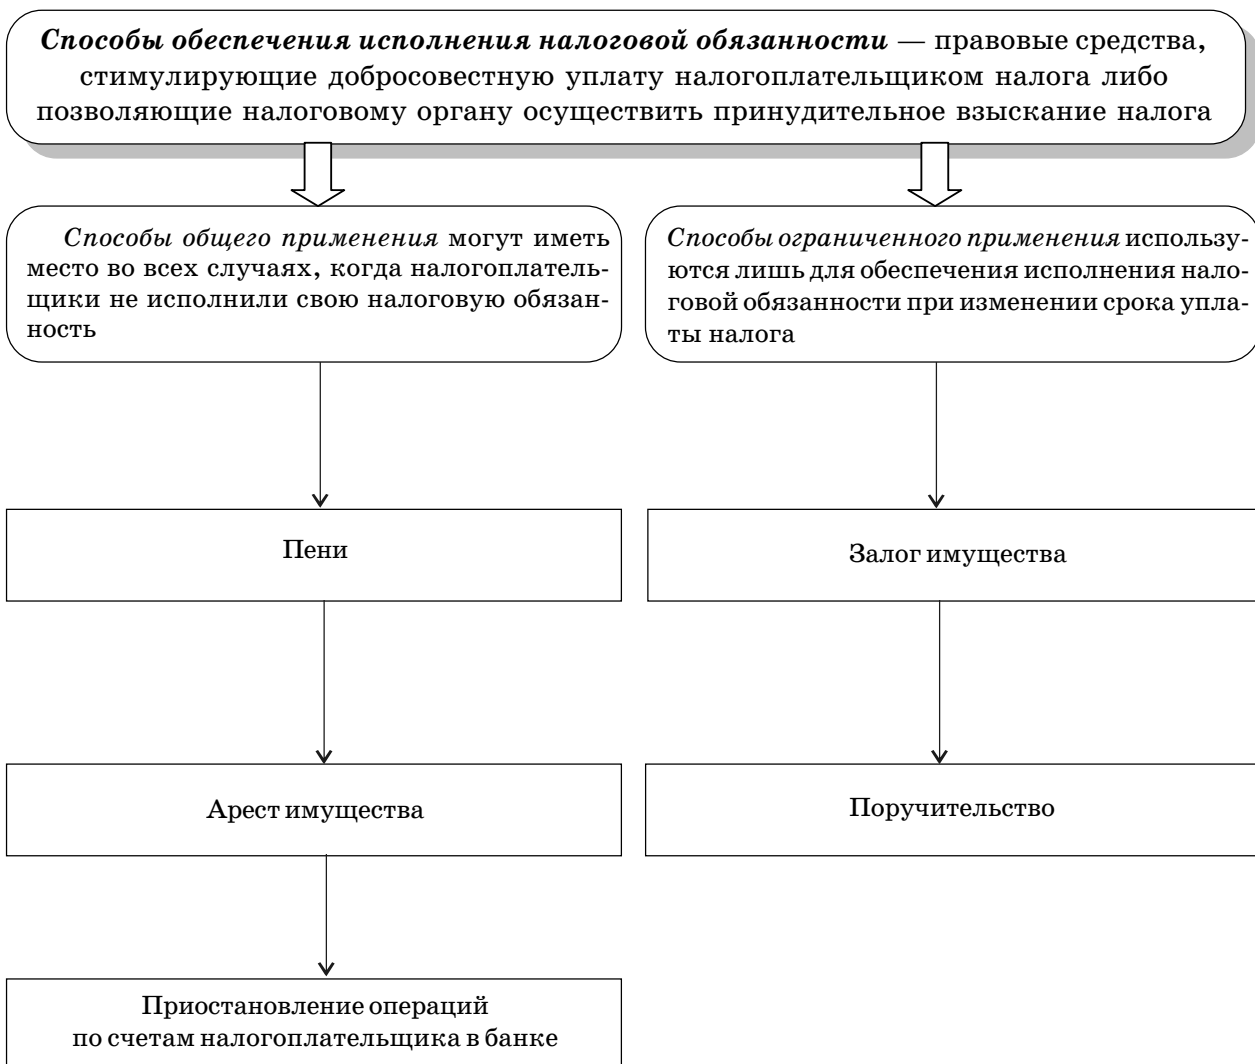 Способы обеспечения исполнения налоговой обязанности — правовые средства,
стимулирующие добросовестную уплату налогоплательщиком налога либо
позволяющие налоговому органу осуществить принудительное взыскание налога
Способы общего применения могут иметь
место во всех случаях, когда налогоплатель-
щики не исполнили свою налоговую обязан-
ность
Способы ограниченного применения использу-
ются лишь для обеспечения исполнения нало-
говой обязанности при изменении срока упла-
ты налога
Пени
Залог имущества
Арест имущества
Поручительство
Приостановление операций
по счетам налогоплательщика в банке